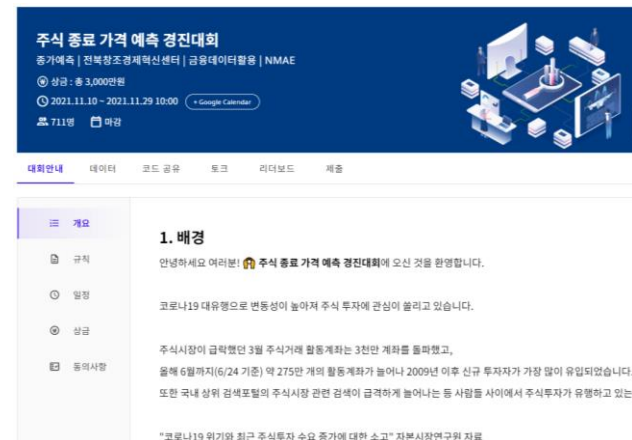 주식 종료 가격 예측 경진대회
종가예측 | 전북창조경제혁신센터 | 금융데이터활용 | NMAE
상금 : 총 3,000만원
2021.11.10 ~ 2021.11.29 10:00 + Google Calendar
711명 마감
대회안내 데이터 코드 공유 토크 리더보드 제출
개요
규칙
일정
상금
동의사항
1. 배경
안녕하세요 여러분! 주식 종료 가격 예측 경진대회에 오신 것을 환영합니다.
코로나19 대유행으로 변동성이 높아져 주식 투자에 관심이 쏠리고 있습니다.
주식시장이 급락했던 3월 주식거래 활동계좌는 3천만 계좌를 돌파했고,
올해 6월까지(6/24 기준) 약 275만 개의 활동계좌가 늘어나 2009년 이후 신규 투자자가 가장 많이 유입되었습니다.
또한 국내 상위 검색포털의 주식시장 관련 검색이 급격하게 늘어나는 등 사람들 사이에서 주식투자가 유행하고 있는
"코로나19 위기와 최근 주식투자 수요 증가에 대한 소고" 자본시장연구원 자료